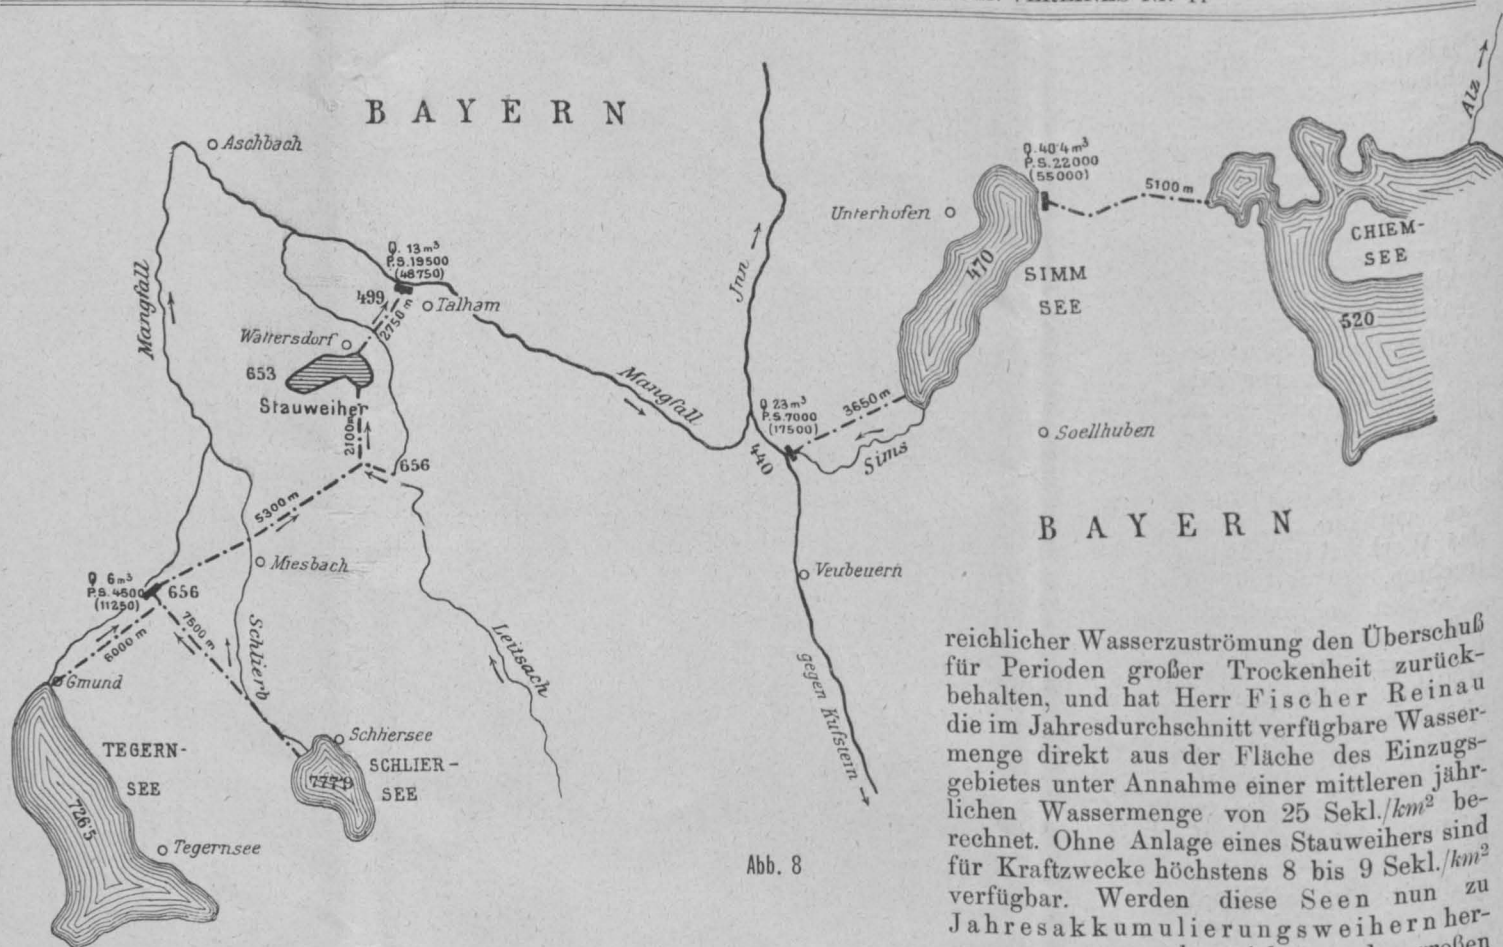 BAYERN
Alz
Aschbach
Q. 40·4 m³
P.S. 22000
(55000)
5100 m
Unterhofen
CHIEM-
SEE
470
SIMM
SEE
520
Mangfall
Q. 13 m³
P.S. 19500
(48750)
499
2750 m
Talham
Jnn
Wattersdorf
653
Stauweiher
2100 m
Mangfall
Q 23 m³
P.S. 7000
(17500)
3650 m
440
Sims
Soellhuben
656
5300 m
BAYERN
Miesbach
Veubeuern
Q 6 m³
P.S. 4500
(11250)
656
6000 m
7500 m
Schlierb
Leitsach
gegen Kufstein
Gmund
TEGERN-
SEE
726·5
Tegernsee
Schliersee
SCHLIER-
SEE
777·9
Abb. 8
reichlicher Wasserzuströmung den Überschuß
für Perioden großer Trockenheit zurück-
behalten, und hat Herr Fischer Reinau
die im Jahresdurchschnitt verfügbare Wasser-
menge direkt aus der Fläche des Einzugs-
gebietes unter Annahme einer mittleren jähr-
lichen Wassermenge von 25 Sekl./km² be-
rechnet. Ohne Anlage eines Stauweihers sind
für Kraftzwecke höchstens 8 bis 9 Sekl./km²
verfügbar. Werden diese Seen nun zu
Jahresakkumulierungsweihern her-